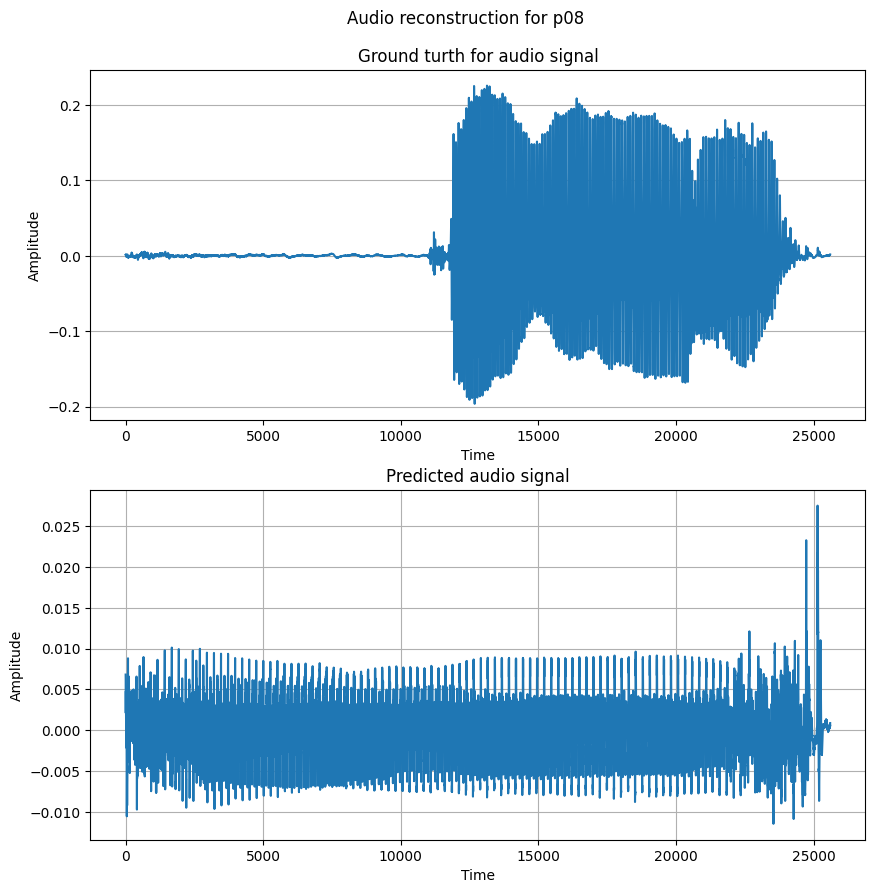 Audio reconstruction for p08
Ground turth for audio signal
Amplitude
0.2
0.1
0.0
−0.1
−0.2
0 5000 10000 15000 20000 25000
Time
Predicted audio signal
Amplitude
0.025
0.020
0.015
0.010
0.005
0.000
−0.005
−0.010
0 5000 10000 15000 20000 25000
Time